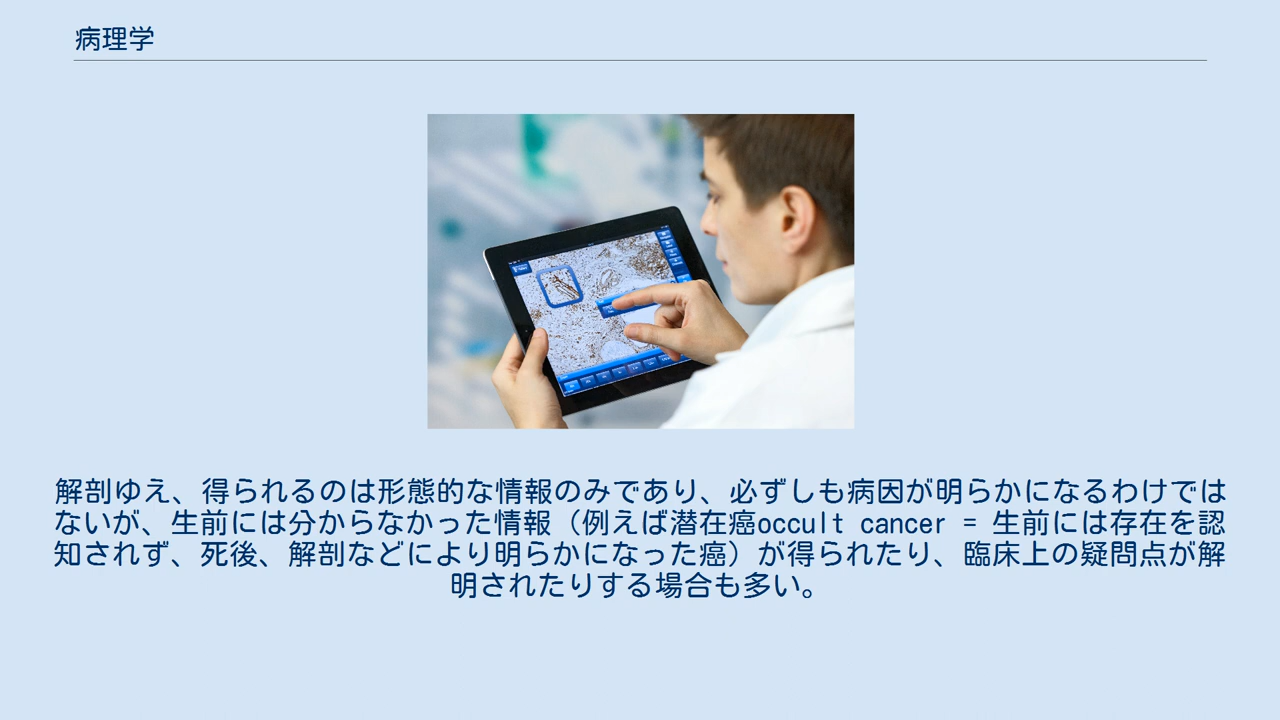 病理学
解剖ゆえ、得られるのは形態的な情報のみであり、必ずしも病因が明らかになるわけでは
ないが、生前には分からなかった情報（例えば潜在癌occult cancer = 生前には存在を認
知されず、死後、解剖などにより明らかになった癌）が得られたり、臨床上の疑問点が解
明されたりする場合も多い。